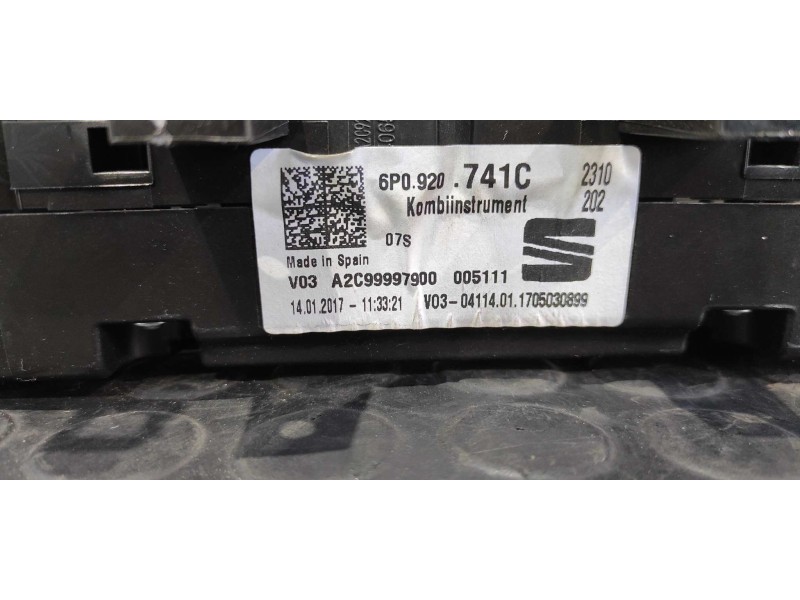 6P0.920 .741C 2310
Kombiinstrument 202
07S
Made in Spain
V03 A2C99997900 005111
14.01.2017 - 11:33:21 V03-04114.01.1705030899